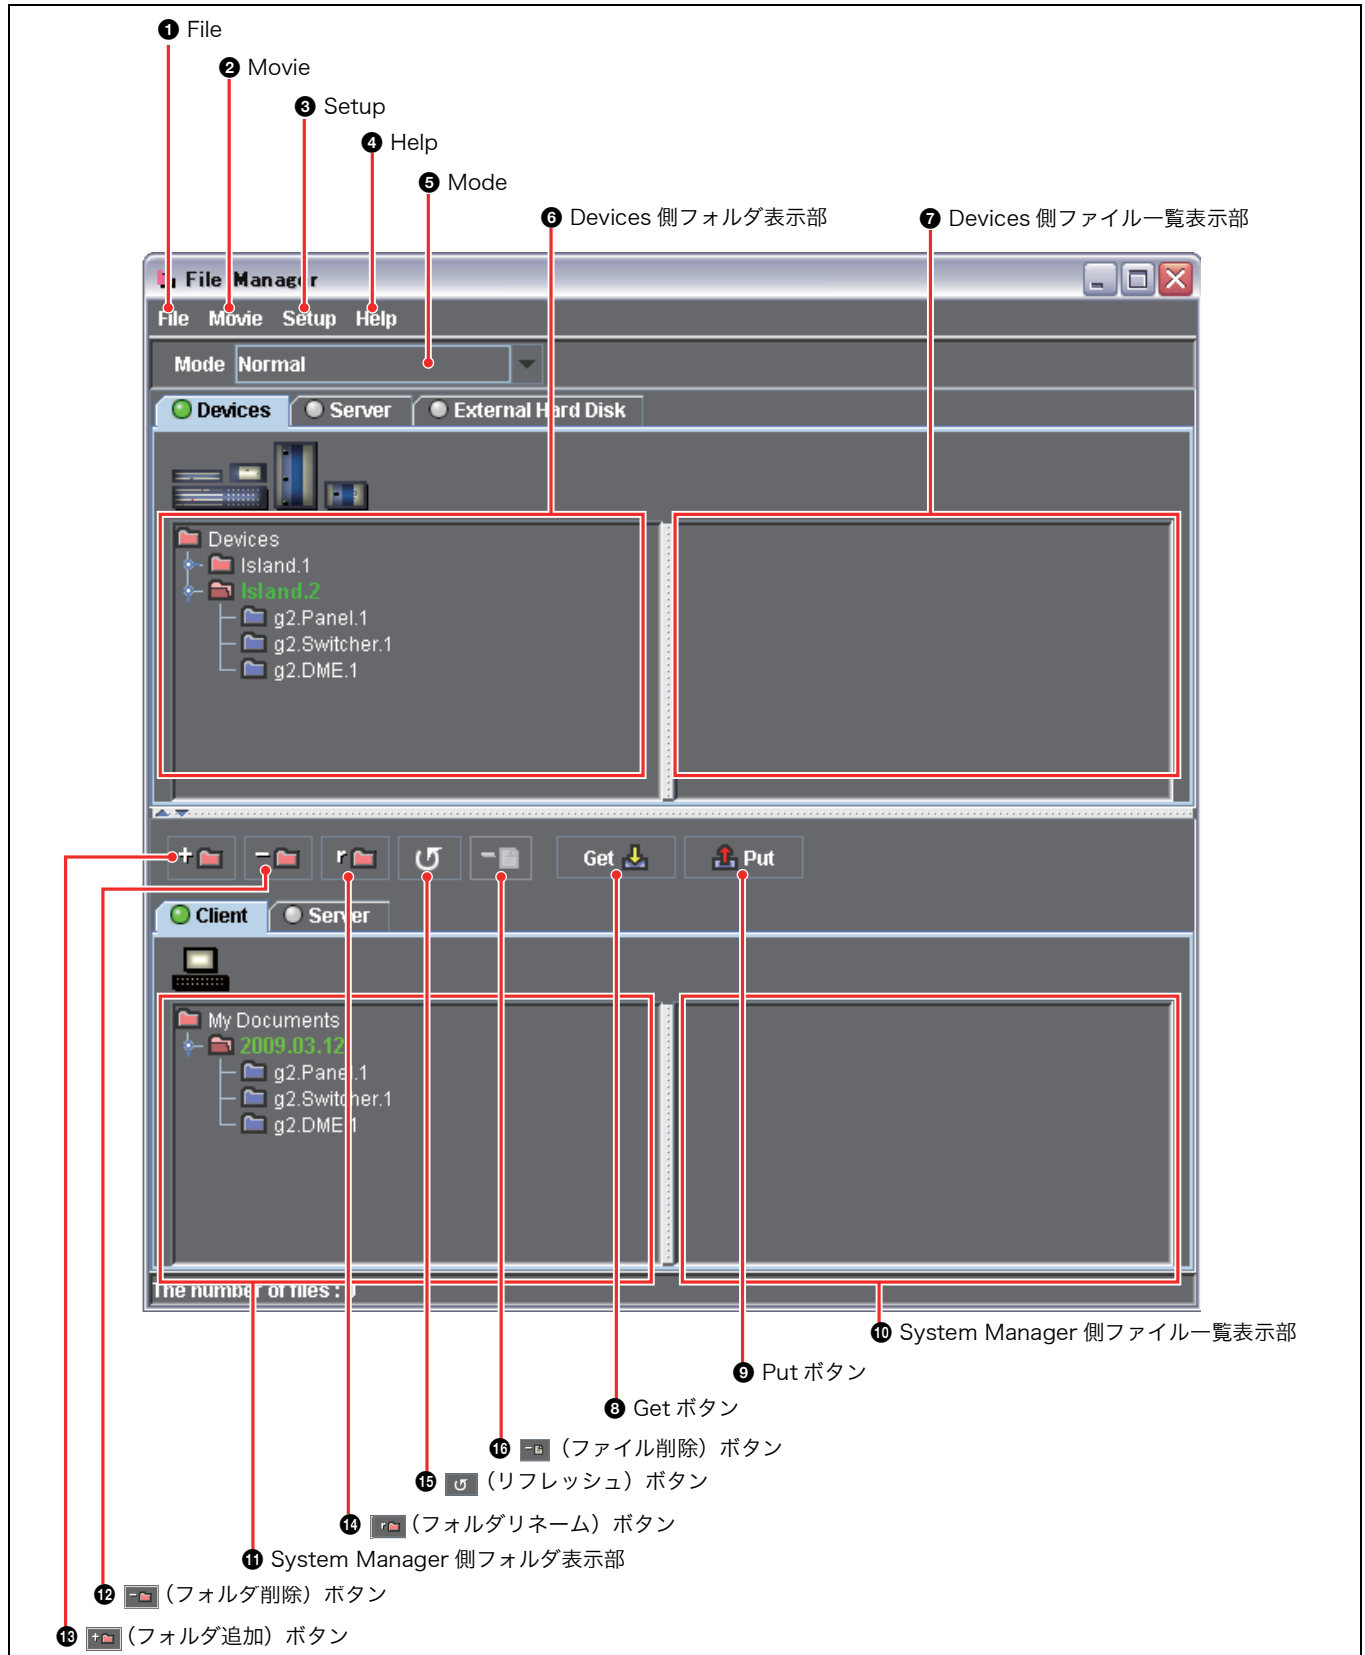 ❶ File
❷ Movie
❸ Setup
❹ Help
❺ Mode
❻ Devices 側フォルダ表示部
❼ Devices 側ファイル一覧表示部
File Manager
File Movie Setup Help
Mode Normal
Devices Server External Hard Disk
Devices
Island.1
Island.2
g2.Panel.1
g2.Switcher.1
g2.DME.1
+ - r - Get Put
Client Server
My Documents
2009.03.12
g2.Panel.1
g2.Switcher.1
g2.DME.1
The number of files : 0
❿ System Manager 側ファイル一覧表示部
❾ Put ボタン
❽ Get ボタン
⓰ （ファイル削除）ボタン
⓯ （リフレッシュ）ボタン
⓮ （フォルダリネーム）ボタン
⓫ System Manager 側フォルダ表示部
⓬ （フォルダ削除）ボタン
⓭ （フォルダ追加）ボタン